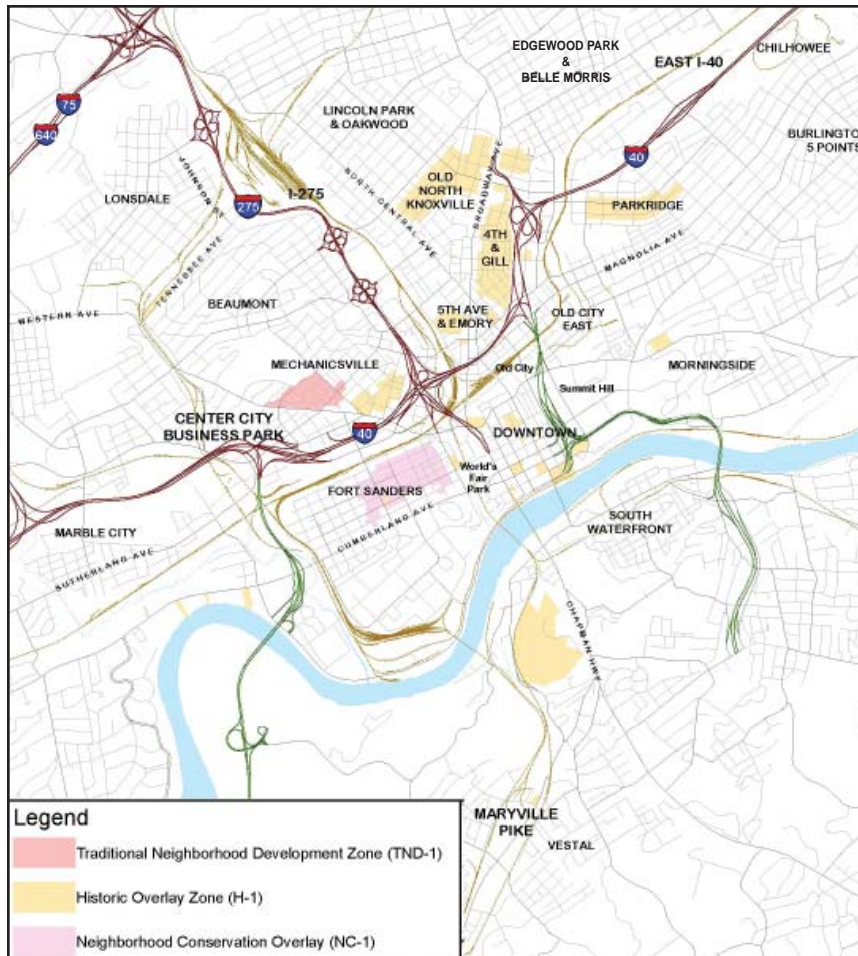 EDGEWOOD PARK
&
BELLE MORRIS
CHILHOWEE
EAST I-40
75
640
LINCOLN PARK
& OAKWOOD
BURLINGTO
5 POINTS
40
JOHNSON ST
NORTH CENTRAL AVE
BROADWAY AVE
OLD
NORTH
KNOXVILLE
LONSDALE
I-275
275
PARKRIDGE
4TH
&
GILL
MAGNOLIA AVE
TENNESSEE AVE
BEAUMONT
WESTERN AVE
5TH AVE
& EMORY
OLD CITY
EAST
MECHANICSVILLE
Old City
MORNINGSIDE
Summit Hill
CENTER CITY
BUSINESS PARK
40
DOWNTOWN
World's
Fair
Park
FORT SANDERS
CUMBERLAND AVE
SOUTH
WATERFRONT
MARBLE CITY
SUTHERLAND AVE
CHAPMAN HWY
MARYVILLE
PIKE
VESTAL
Legend
Traditional Neighborhood Development Zone (TND-1)
Historic Overlay Zone (H-1)
Neighborhood Conservation Overlay (NC-1)